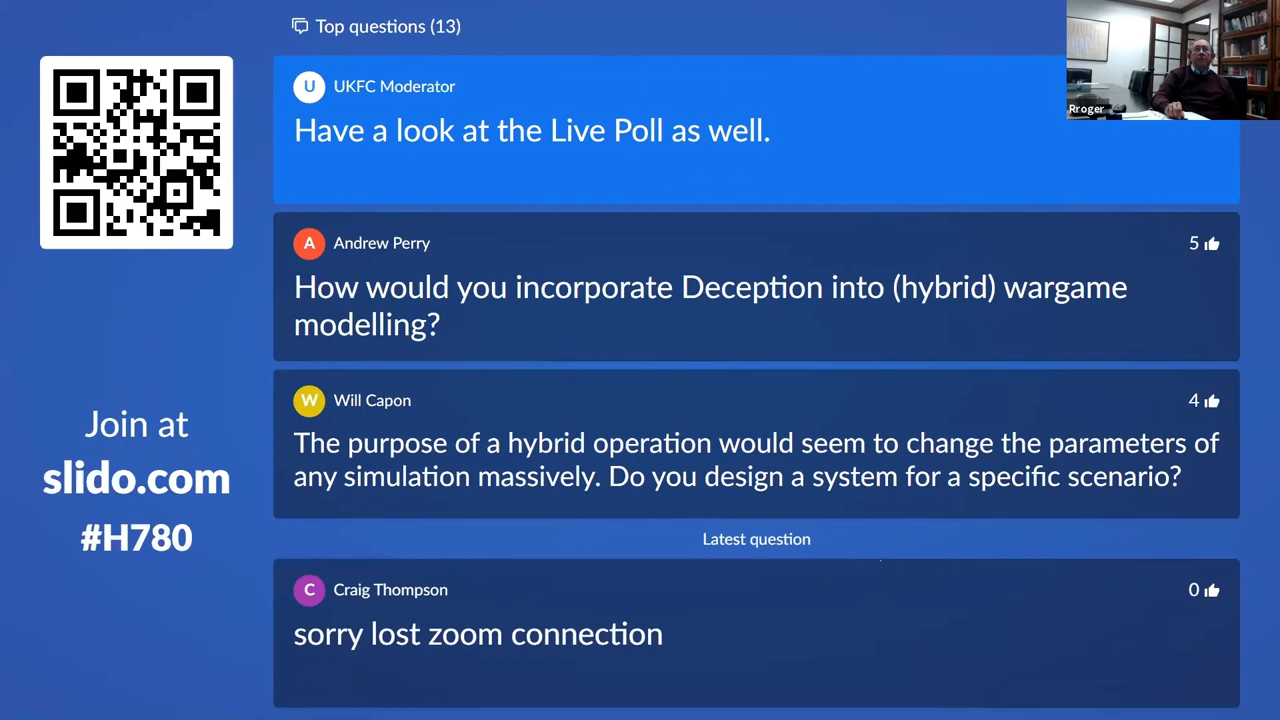 Top questions (13)
U UKFC Moderator
Have a look at the Live Poll as well.
Rroger
A Andrew Perry 5
How would you incorporate Deception into (hybrid) wargame
modelling?
W Will Capon 4
The purpose of a hybrid operation would seem to change the parameters of
any simulation massively. Do you design a system for a specific scenario?
Join at
slido.com
#H780
Latest question
C Craig Thompson 0
sorry lost zoom connection